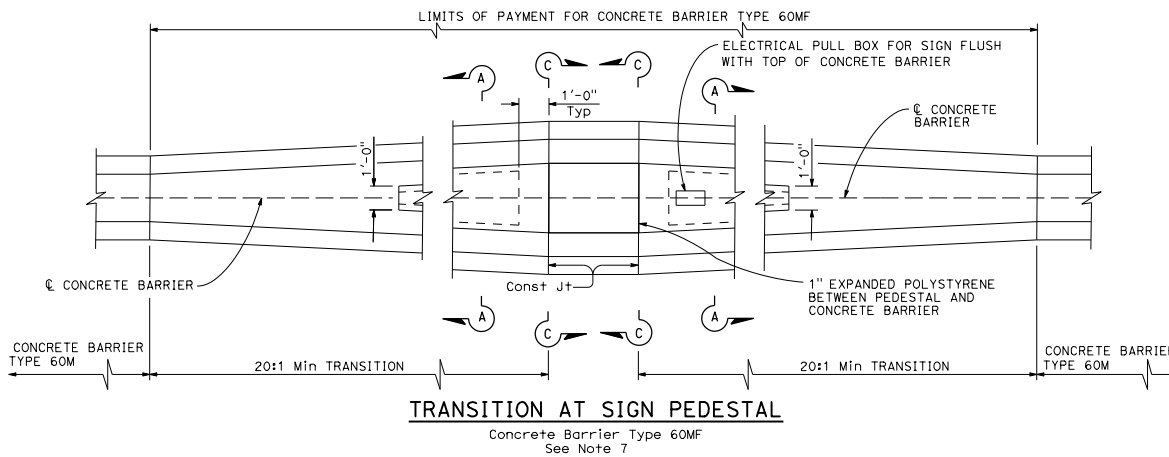 LIMITS OF PAYMENT FOR CONCRETE BARRIER TYPE 60MF
ELECTRICAL PULL BOX FOR SIGN FLUSH
WITH TOP OF CONCRETE BARRIER
C
C
A
A
1'-0"
Typ
℄ CONCRETE
BARRIER
1'-0"
1'-0"
℄ CONCRETE BARRIER
Const Jt
1" EXPANDED POLYSTYRENE
BETWEEN PEDESTAL AND
CONCRETE BARRIER
A
A
C
C
CONCRETE BARRIER
TYPE 60M
20:1 Min TRANSITION
20:1 Min TRANSITION
CONCRETE BARRIER
TYPE 60M
TRANSITION AT SIGN PEDESTAL
Concrete Barrier Type 60MF
See Note 7